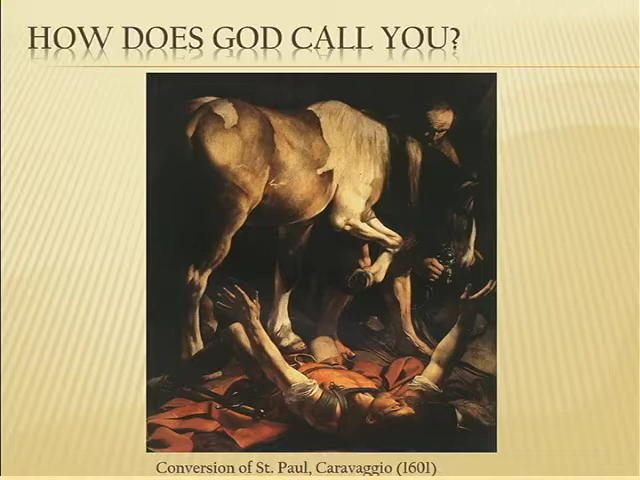 HOW DOES GOD CALL YOU?
Conversion of St. Paul, Caravaggio (1601)